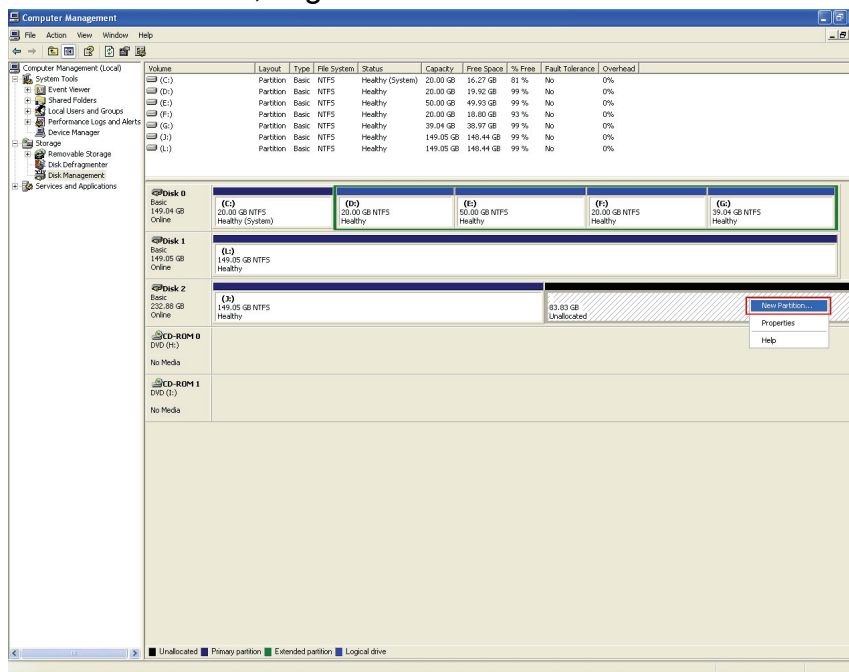 Computer Management
File Action View Window Help
Computer Management (Local)
System Tools
Event Viewer
Shared Folders
Local Users and Groups
Performance Logs and Alerts
Device Manager
Storage
Removable Storage
Disk Defragmenter
Disk Management
Services and Applications
Volume Layout Type File System Status Capacity Free Space % Free Fault Tolerance Overhead
(C:) Partition Basic NTFS Healthy (System) 20.00 GB 16.27 GB 81 % No 0%
(D:) Partition Basic NTFS Healthy 20.00 GB 19.92 GB 99 % No 0%
(E:) Partition Basic NTFS Healthy 50.00 GB 49.93 GB 99 % No 0%
(F:) Partition Basic NTFS Healthy 20.00 GB 18.80 GB 93 % No 0%
(G:) Partition Basic NTFS Healthy 39.04 GB 38.97 GB 99 % No 0%
(J:) Partition Basic NTFS Healthy 149.05 GB 148.44 GB 99 % No 0%
(L:) Partition Basic NTFS Healthy 149.05 GB 148.44 GB 99 % No 0%
Disk 0
Basic
149.04 GB
Online
(C:)
20.00 GB NTFS
Healthy (System)
(D:)
20.00 GB NTFS
Healthy
(E:)
50.00 GB NTFS
Healthy
(F:)
20.00 GB NTFS
Healthy
(G:)
39.04 GB NTFS
Healthy
Disk 1
Basic
149.05 GB
Online
(L:)
149.05 GB NTFS
Healthy
Disk 2
Basic
232.88 GB
Online
(J:)
149.05 GB NTFS
Healthy
83.83 GB
Unallocated
New Partition...
Properties
Help
CD-ROM 0
DVD (H:)
No Media
CD-ROM 1
DVD (I:)
No Media
Unallocated Primary partition Extended partition Logical drive